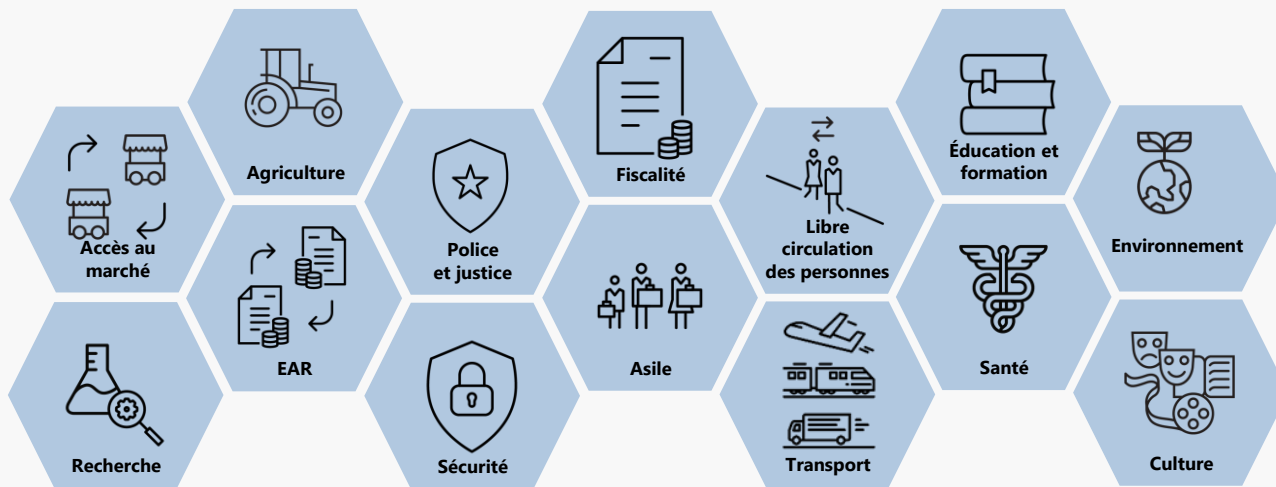 Agriculture
Fiscalité
Éducation et
formation
Accès au
marché
Police
et justice
Libre
circulation
des personnes
Environnement
EAR
Asile
Santé
Recherche
Sécurité
Transport
Culture